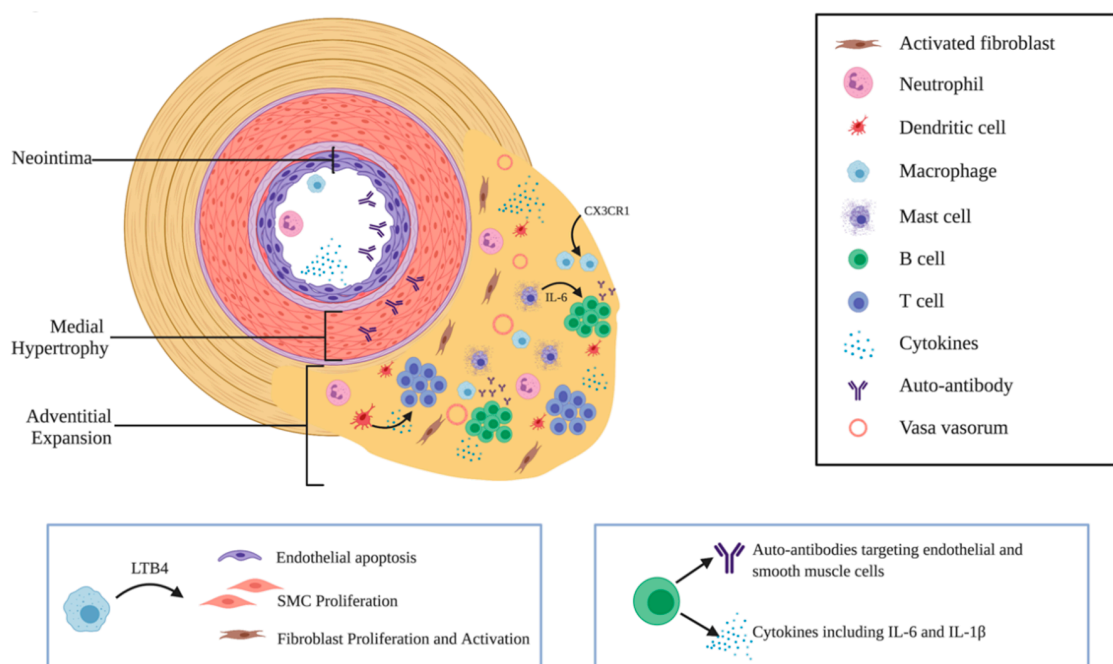 Neointima
Medial
Hypertrophy
Adventitial
Expansion
CX3CR1
IL-6
Activated fibroblast
Neutrophil
Dendritic cell
Macrophage
Mast cell
B cell
T cell
Cytokines
Auto-antibody
Vasa vasorum
LTB4
Endothelial apoptosis
SMC Proliferation
Fibroblast Proliferation and Activation
Auto-antibodies targeting endothelial and
smooth muscle cells
Cytokines including IL-6 and IL-1β